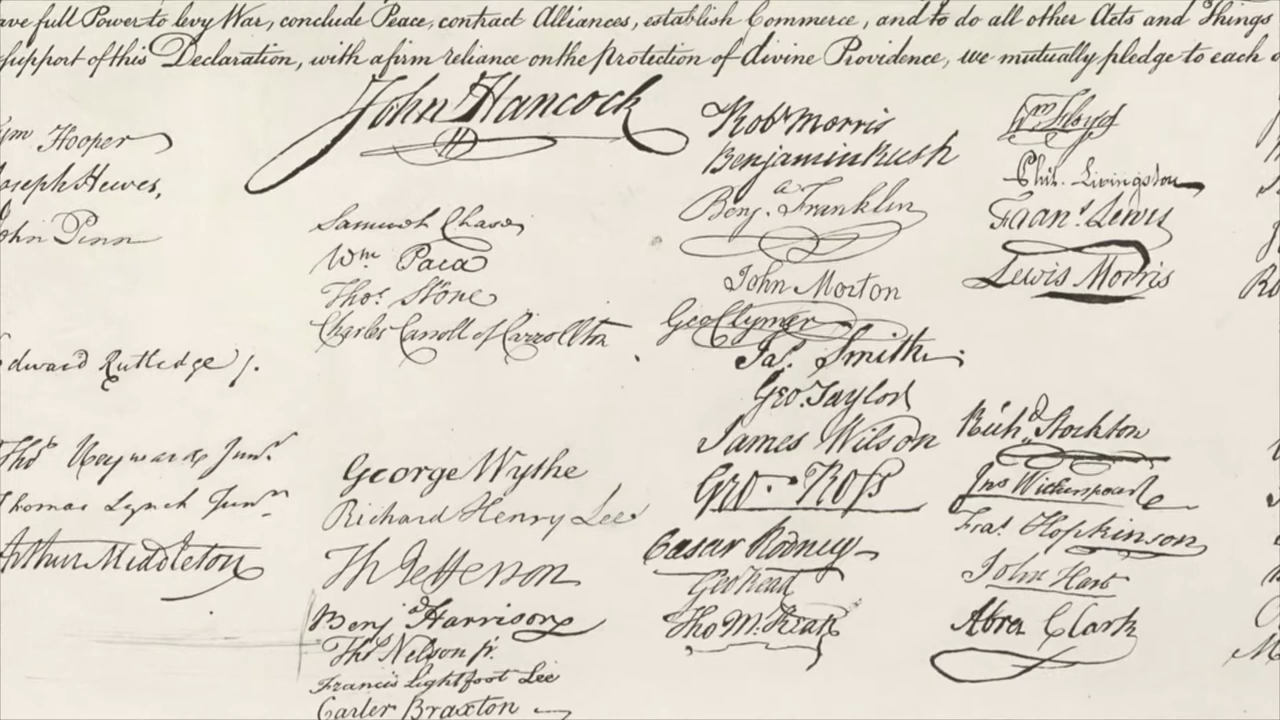 ave full Power to levy War, conclude Peace, contract Alliances, establish Commerce, and to do all other Acts and Things
support of this Declaration, with a firm reliance on the protection of divine Providence, we mutually pledge to each
Wm Hooper
Joseph Hewes,
John Penn
Edward Rutledge /.
Thos Heyward Junr.
Thomas Lynch Junr.
Arthur Middleton
John Hancock
Samuel Chase
Wm Paca
Thos. Stone
Charles Carroll of Carrollton
George Wythe
Richard Henry Lee
Th Jefferson
Benja Harrison
Thos Nelson jr.
Francis Lightfoot Lee
Carter Braxton
Robt Morris
Benjamin Rush
Benja. Franklin
John Morton
Geo Clymer
Jas. Smith.
Geo. Taylor
James Wilson
Geo. Ross
Caesar Rodney
Geo Read
Tho M:Kean
Wm Floyd
Phil. Livingston
Frans. Lewis
Lewis Morris
Richd. Stockton
Jno Witherspoon
Fras. Hopkinson
John Hart
Abra Clark